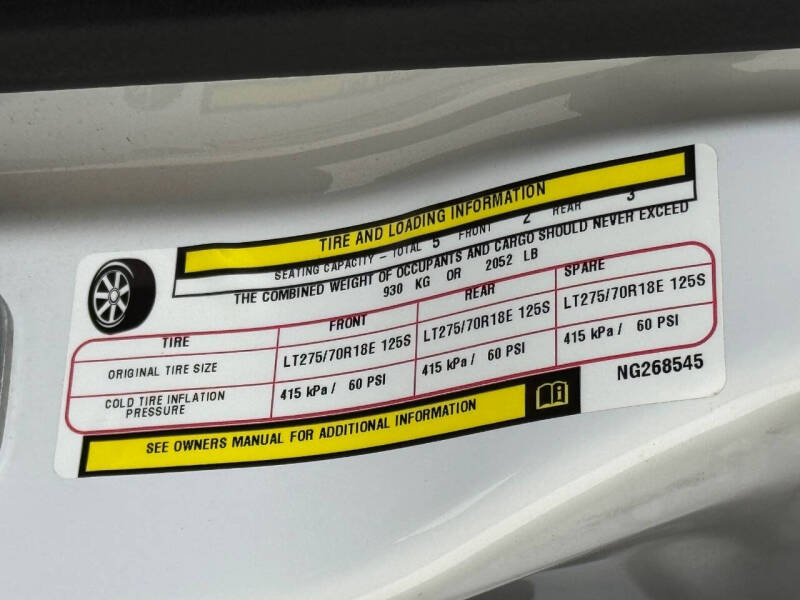 TIRE AND LOADING INFORMATION
SEATING CAPACITY – TOTAL 5 FRONT 2 REAR 3
THE COMBINED WEIGHT OF OCCUPANTS AND CARGO SHOULD NEVER EXCEED
930 KG OR 2052 LB
TIRE FRONT REAR SPARE
ORIGINAL TIRE SIZE LT275/70R18E 125S LT275/70R18E 125S LT275/70R18E 125S
COLD TIRE INFLATION PRESSURE 415 kPa / 60 PSI 415 kPa / 60 PSI 415 kPa / 60 PSI
NG268545
SEE OWNERS MANUAL FOR ADDITIONAL INFORMATION